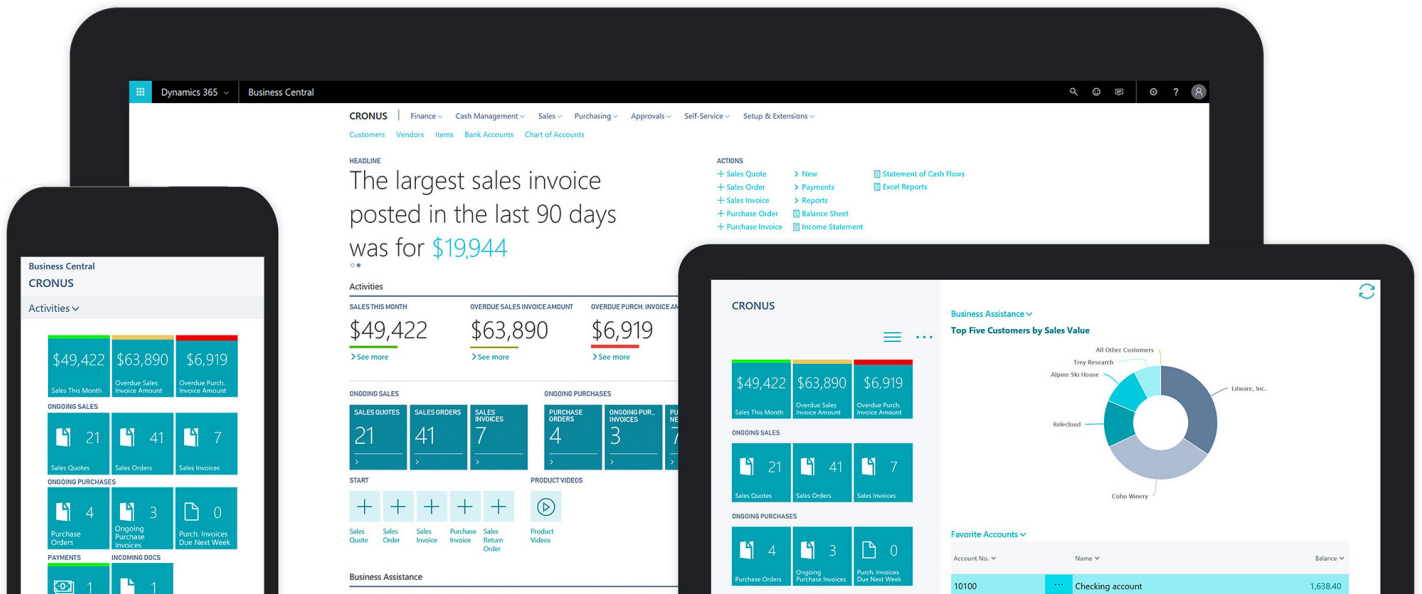 Dynamics 365
Business Central
CRONUS
Finance
Cash Management
Sales
Purchasing
Approvals
Self-Service
Setup & Extensions
Customers
Vendors
Items
Bank Accounts
Chart of Accounts
HEADLINE
The largest sales invoice
posted in the last 90 days
was for $19,944
ACTIONS
+ Sales Quote
+ Sales Order
+ Sales Invoice
+ Purchase Order
+ Purchase Invoice
> New
> Payments
> Reports
Balance Sheet
Income Statement
Statement of Cash Flows
Excel Reports
Activities
SALES THIS MONTH
$49,422
> See more
OVERDUE SALES INVOICE AMOUNT
$63,890
> See more
OVERDUE PURCH. INVOICE AM
$6,919
> See more
ONGOING SALES
SALES QUOTES
21
>
SALES ORDERS
41
>
SALES
INVOICES
7
>
ONGOING PURCHASES
PURCHASE
ORDERS
4
>
ONGOING PUR..
INVOICES
3
>
PU
NE
7
>
START
+
Sales
Quote
+
Sales
Order
+
Sales
Invoice
+
Purchase
Invoice
+
Sales
Return
Order
PRODUCT VIDEOS
Product
Videos
Business Assistance
Business Central
CRONUS
Activities
$49,422
Sales This Month
$63,890
Overdue Sales
Invoice Amount
$6,919
Overdue Purch.
Invoice Amount
ONGOING SALES
21
Sales Quotes
41
Sales Orders
7
Sales Invoices
ONGOING PURCHASES
4
Purchase
Orders
3
Ongoing
Purchase
Invoices
0
Purch. Invoices
Due Next Week
PAYMENTS
1
INCOMING DOCS
1
CRONUS
$49,422
Sales This Month
$63,890
Overdue Sales
Invoice Amount
$6,919
Overdue Purch.
Invoice Amount
ONGOING SALES
21
Sales Quotes
41
Sales Orders
7
Sales Invoices
ONGOING PURCHASES
4
Purchase Orders
3
Ongoing
Purchase Invoices
0
Purch. Invoices
Due Next Week
Business Assistance
Top Five Customers by Sales Value
All Other Customers
Trey Research
Alpine Ski House
Relecloud
Litware, Inc.
Coho Winery
Favorite Accounts
Account No.
Name
Balance
10100
Checking account
1,638.40